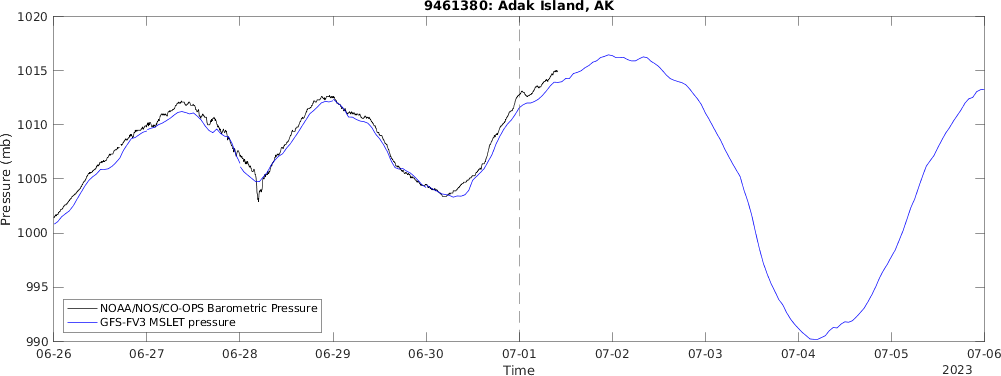 9461380: Adak Island, AK
1020
1015
1010
1005
1000
995
990
Pressure (mb)
NOAA/NOS/CO-OPS Barometric Pressure
GFS-FV3 MSLET pressure
06-26 06-27 06-28 06-29 06-30 07-01 07-02 07-03 07-04 07-05 07-06
Time
2023